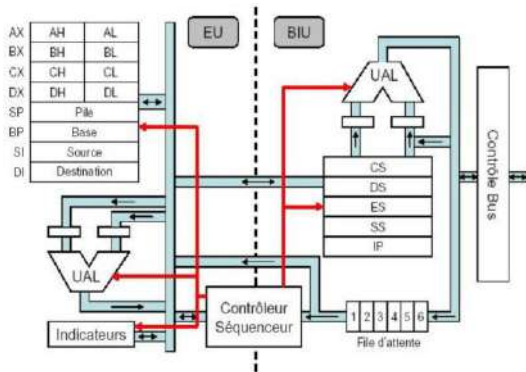 EU
BIU
AX AH AL
BX BH BL
CX CH CL
DX DH DL
SP Pile
BP Base
SI Source
DI Destination
UAL
Indicateurs
Contrôleur
Séquenceur
UAL
CS
DS
ES
SS
IP
1 2 3 4 5 6
File d'attente
Contrôle Bus